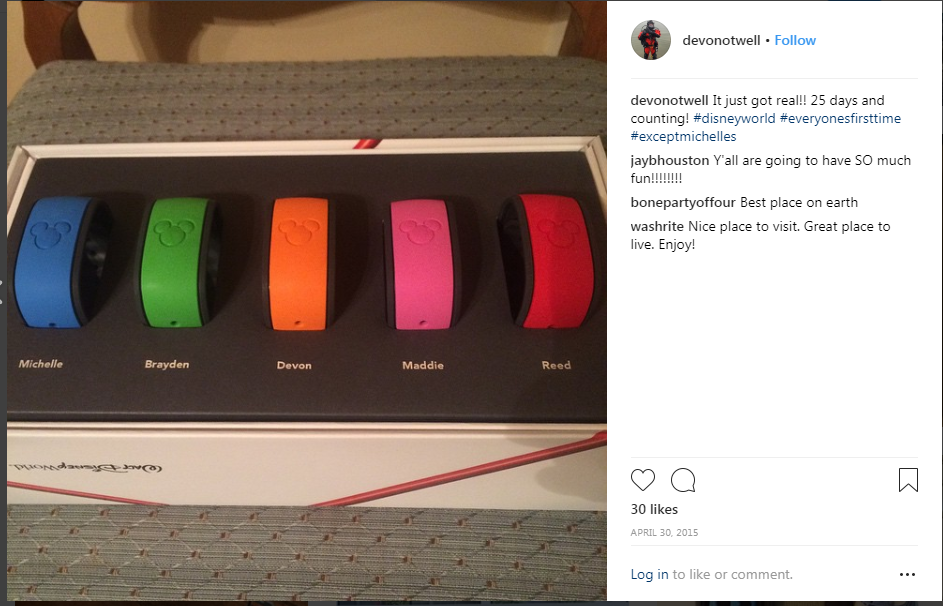 devonotwell • Follow
devonotwell It just got real!! 25 days and
counting! #disneyworld #everyonesfirsttime
#exceptmichelles
jaybhouston Y'all are going to have SO much
fun!!!!!!!!
bonepartyoffour Best place on earth
washrite Nice place to visit. Great place to
live. Enjoy!
30 likes
APRIL 30, 2015
Log in to like or comment.
Michelle Brayden Devon Maddie Reed
Walt Disney World.